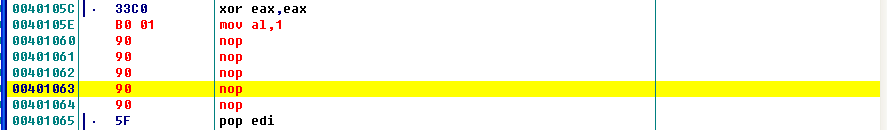 0040105C . 33C0 xor eax,eax
0040105E B0 01 mov al,1
00401060 90 nop
00401061 90 nop
00401062 90 nop
00401063 90 nop
00401064 90 nop
00401065 . 5F pop edi